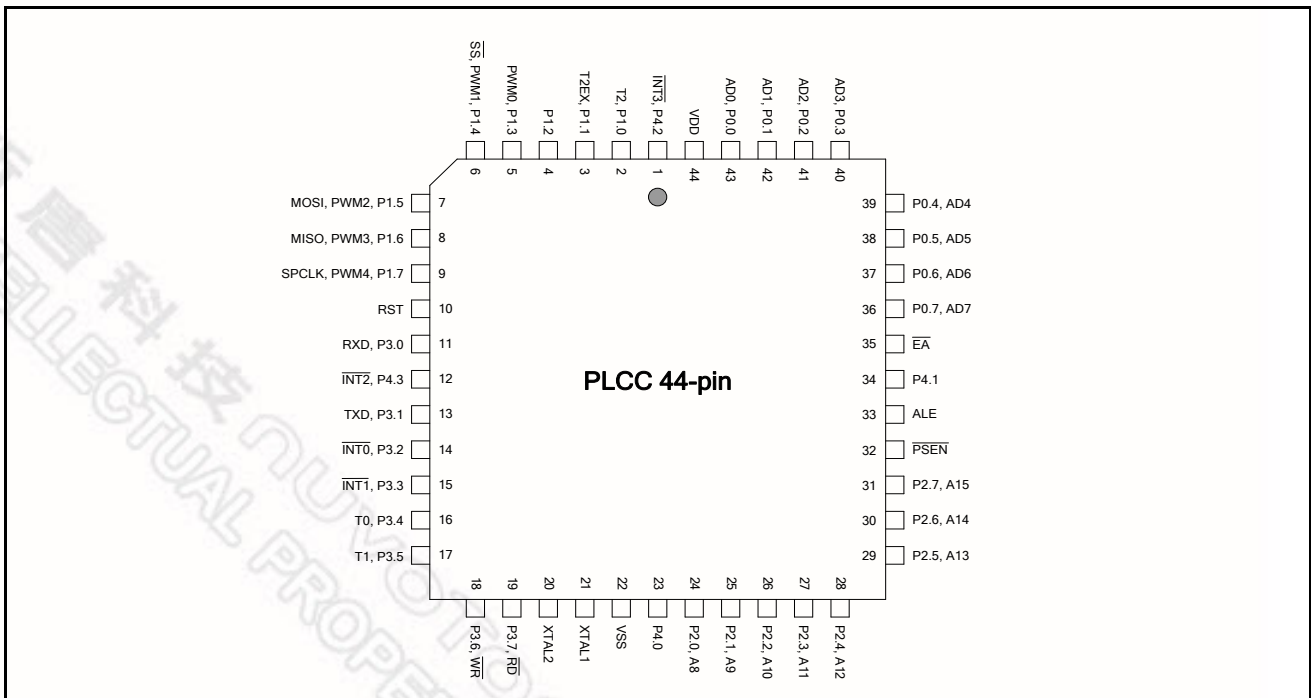 SS, PWM1, P1.4
PWM0, P1.3
P1.2
T2EX, P1.1
T2, P1.0
INT3, P4.2
VDD
AD0, P0.0
AD1, P0.1
AD2, P0.2
AD3, P0.3
6 5 4 3 2 1 44 43 42 41 40
MOSI, PWM2, P1.5 7
MISO, PWM3, P1.6 8
SPCLK, PWM4, P1.7 9
RST 10
RXD, P3.0 11
INT2, P4.3 12
TXD, P3.1 13
INT0, P3.2 14
INT1, P3.3 15
T0, P3.4 16
T1, P3.5 17
PLCC 44-pin
39 P0.4, AD4
38 P0.5, AD5
37 P0.6, AD6
36 P0.7, AD7
35 EA
34 P4.1
33 ALE
32 PSEN
31 P2.7, A15
30 P2.6, A14
29 P2.5, A13
18 19 20 21 22 23 24 25 26 27 28
P3.6, WR
P3.7, RD
XTAL2
XTAL1
VSS
P4.0
P2.0, A8
P2.1, A9
P2.2, A10
P2.3, A11
P2.4, A12
科技 nuvoTo
ELLECTUAL PROPE